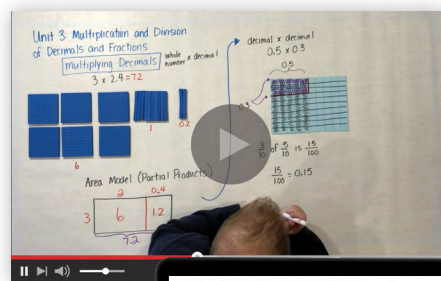 Unit 3: Multiplication and Division
of Decimals and Fractions
multiplying Decimals
whole number x decimal
3 x 2.4 = 7.2
1
0.2
6
Area Model (Partial Products)
2
0.4
3
6
1.2
7.2
decimal x decimal
0.5 x 0.3
0.5
0.3
3/10 of 5/10 is 15/100
15/100 = 0.15